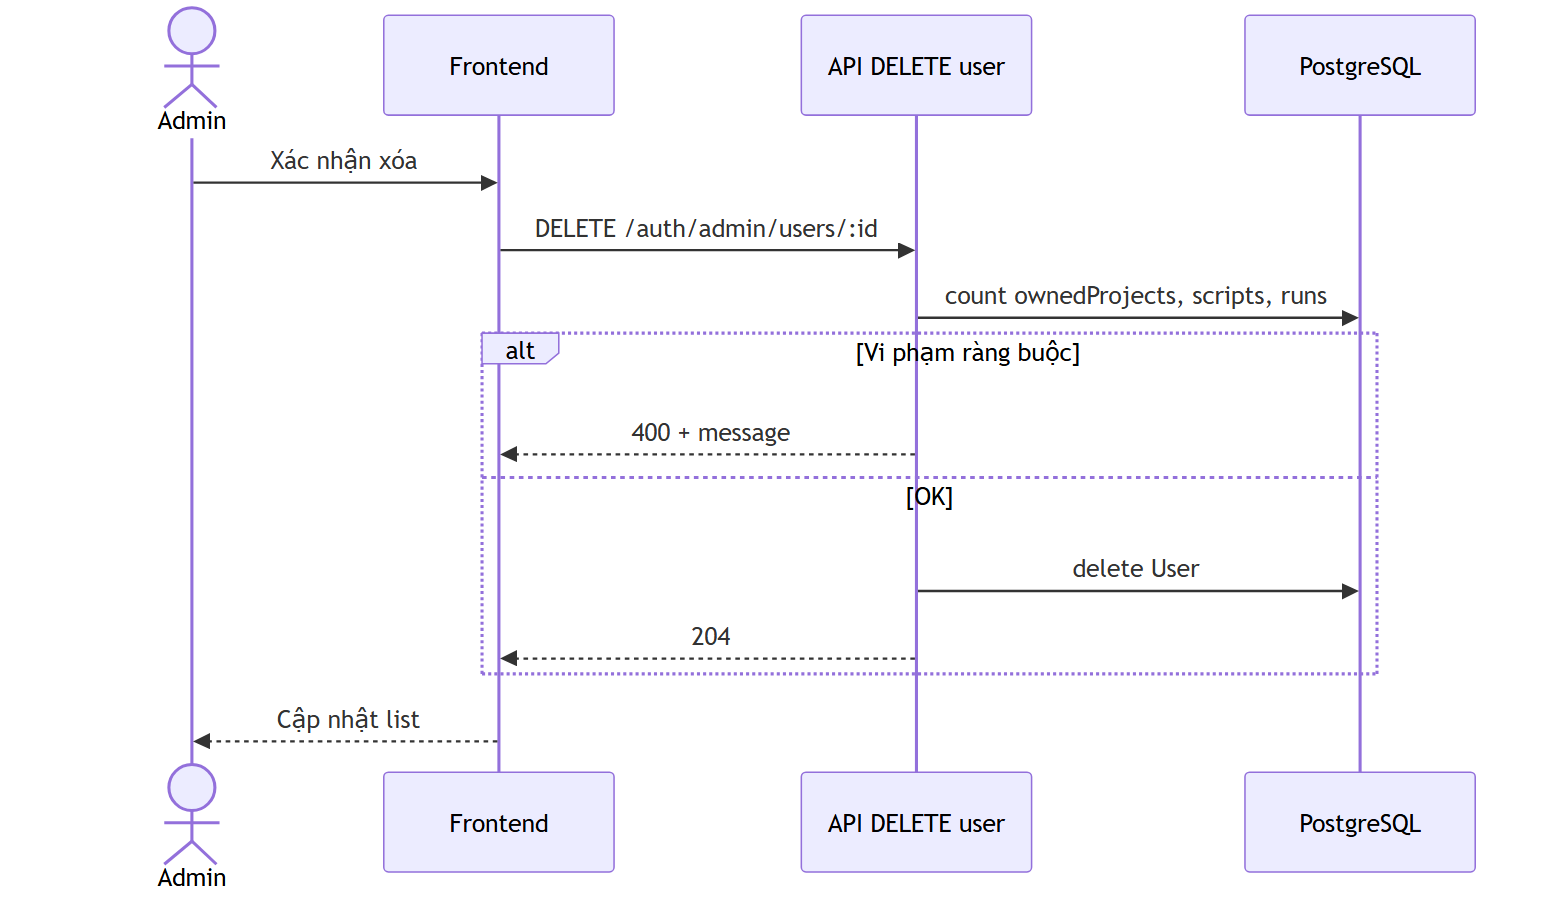 Admin
Frontend
API DELETE user
PostgreSQL
Xác nhận xóa
DELETE /auth/admin/users/:id
count ownedProjects, scripts, runs
alt
[Vi phạm ràng buộc]
400 + message
[OK]
delete User
204
Cập nhật list
Admin
Frontend
API DELETE user
PostgreSQL